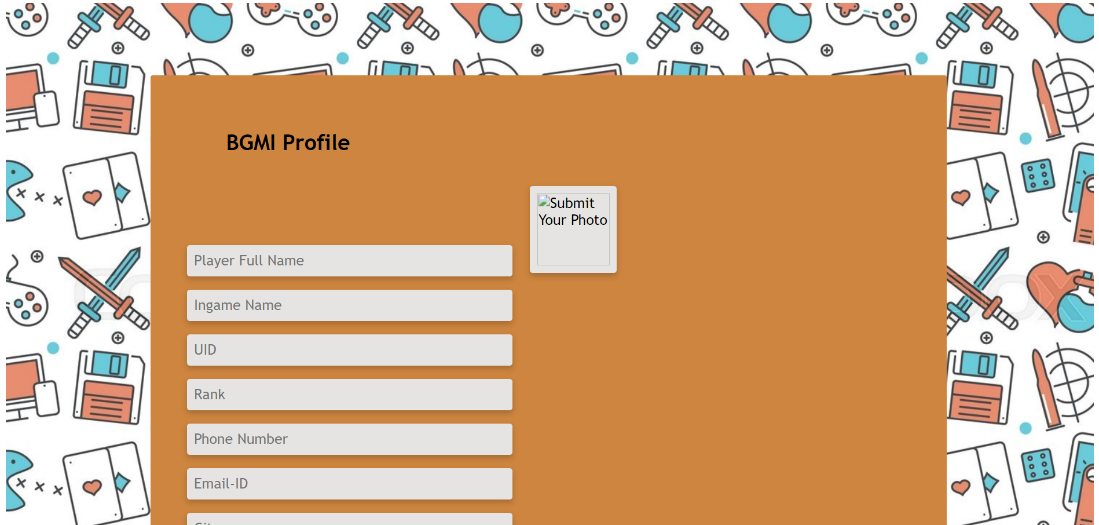 BGMI Profile
Submit
Your Photo
Player Full Name
Ingame Name
UID
Rank
Phone Number
Email-ID